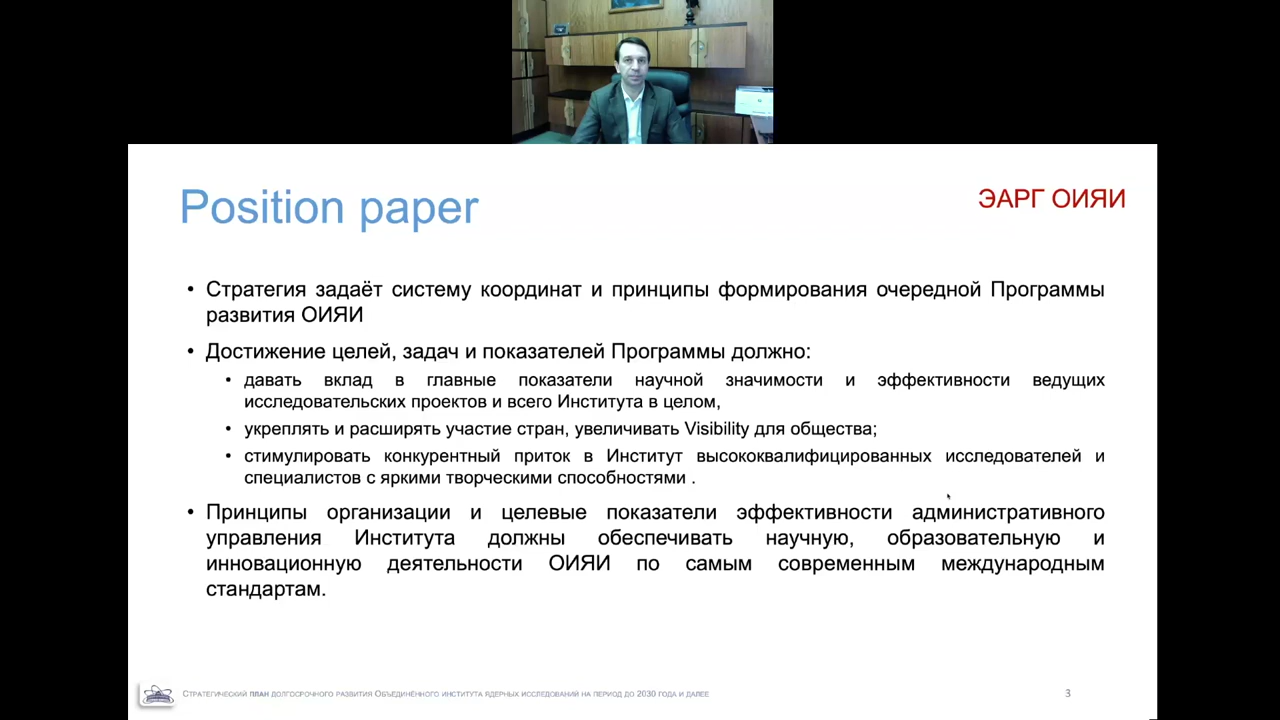 Position paper
ЭАРГ ОИЯИ
• Стратегия задаёт систему координат и принципы формирования очередной Программы
развития ОИЯИ
• Достижение целей, задач и показателей Программы должно:
• давать вклад в главные показатели научной значимости и эффективности ведущих
исследовательских проектов и всего Института в целом,
• укреплять и расширять участие стран, увеличивать Visibility для общества;
• стимулировать конкурентный приток в Институт высококвалифицированных исследователей и
специалистов с яркими творческими способностями .
• Принципы организации и целевые показатели эффективности административного
управления Института должны обеспечивать научную, образовательную и
инновационную деятельности ОИЯИ по самым современным международным
стандартам.
Стратегический план долгосрочного развития Объединённого института ядерных исследований на период до 2030 года и далее
3